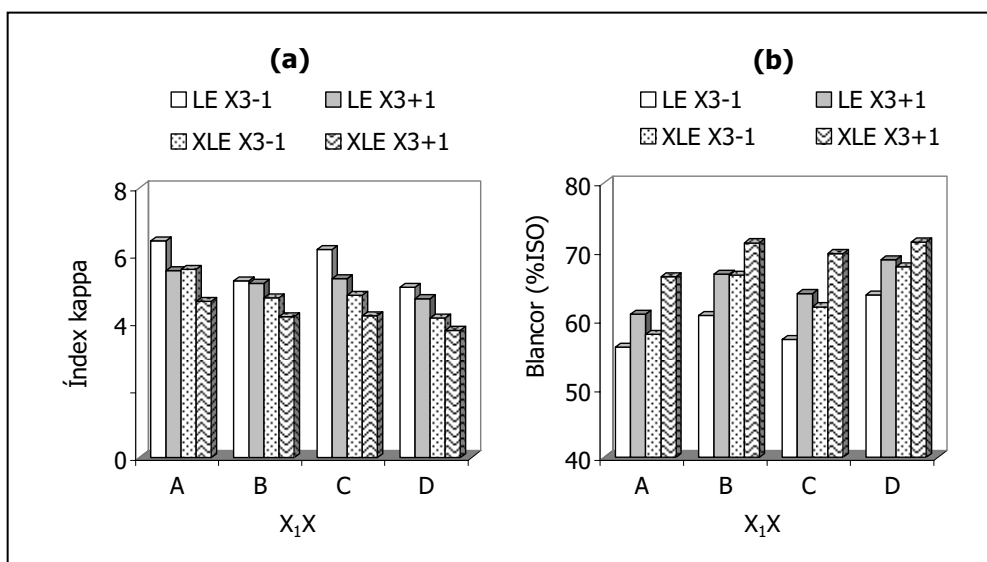 (a)
LE X3-1 LE X3+1
XLE X3-1 XLE X3+1
Índex kappa
8
6
4
0
A B C D
X₁X
(b)
LE X3-1 LE X3+1
XLE X3-1 XLE X3+1
Blancor (%ISO)
80
70
60
50
40
A B C D
X₁X